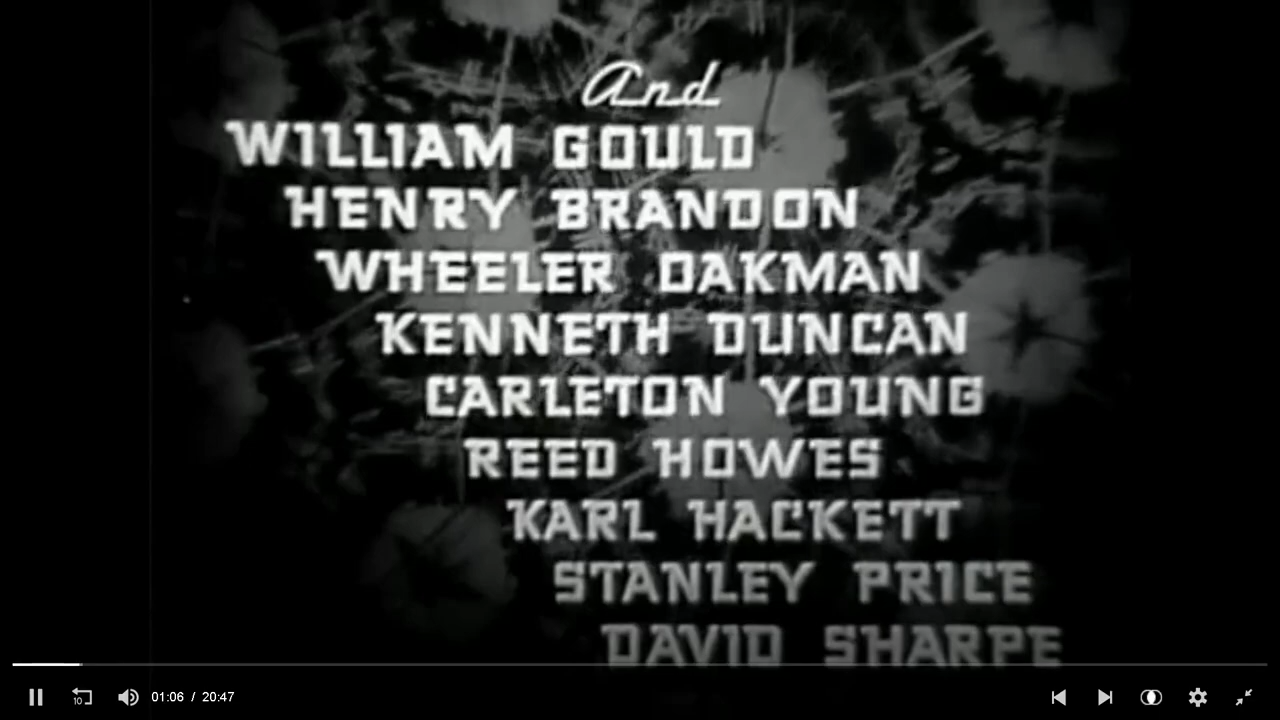 And
WILLIAM GOULD
HENRY BRANDON
WHEELER OAKMAN
KENNETH DUNCAN
CARLETON YOUNG
REED HOWES
KARL HACKETT
STANLEY PRICE
DAVID SHARPE
10 01:06 / 20:47